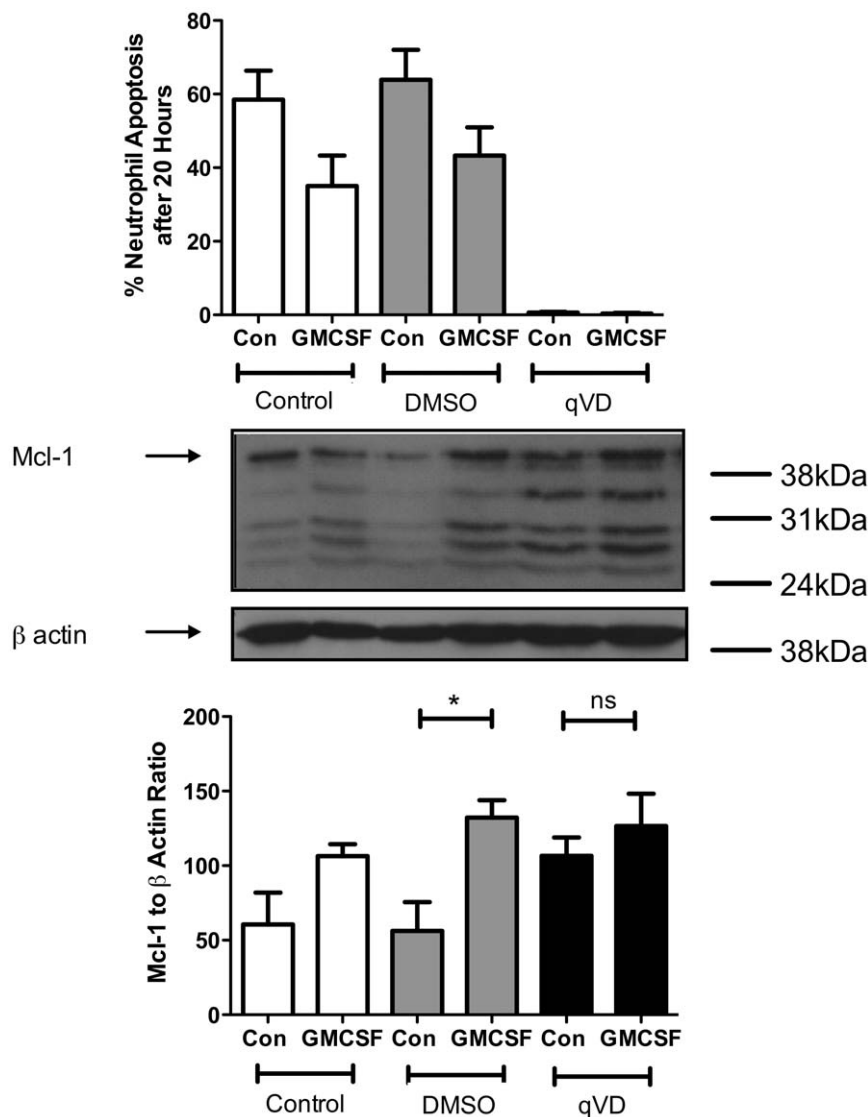 % Neutrophil Apoptosis
after 20 Hours
80
60
40
20
0
Con GMCSF Con GMCSF Con GMCSF
Control DMSO qVD
Mcl-1
38kDa
31kDa
24kDa
β actin
38kDa
Mcl-1 to β Actin Ratio
200
150
100
50
0
* ns
Con GMCSF Con GMCSF Con GMCSF
Control DMSO qVD